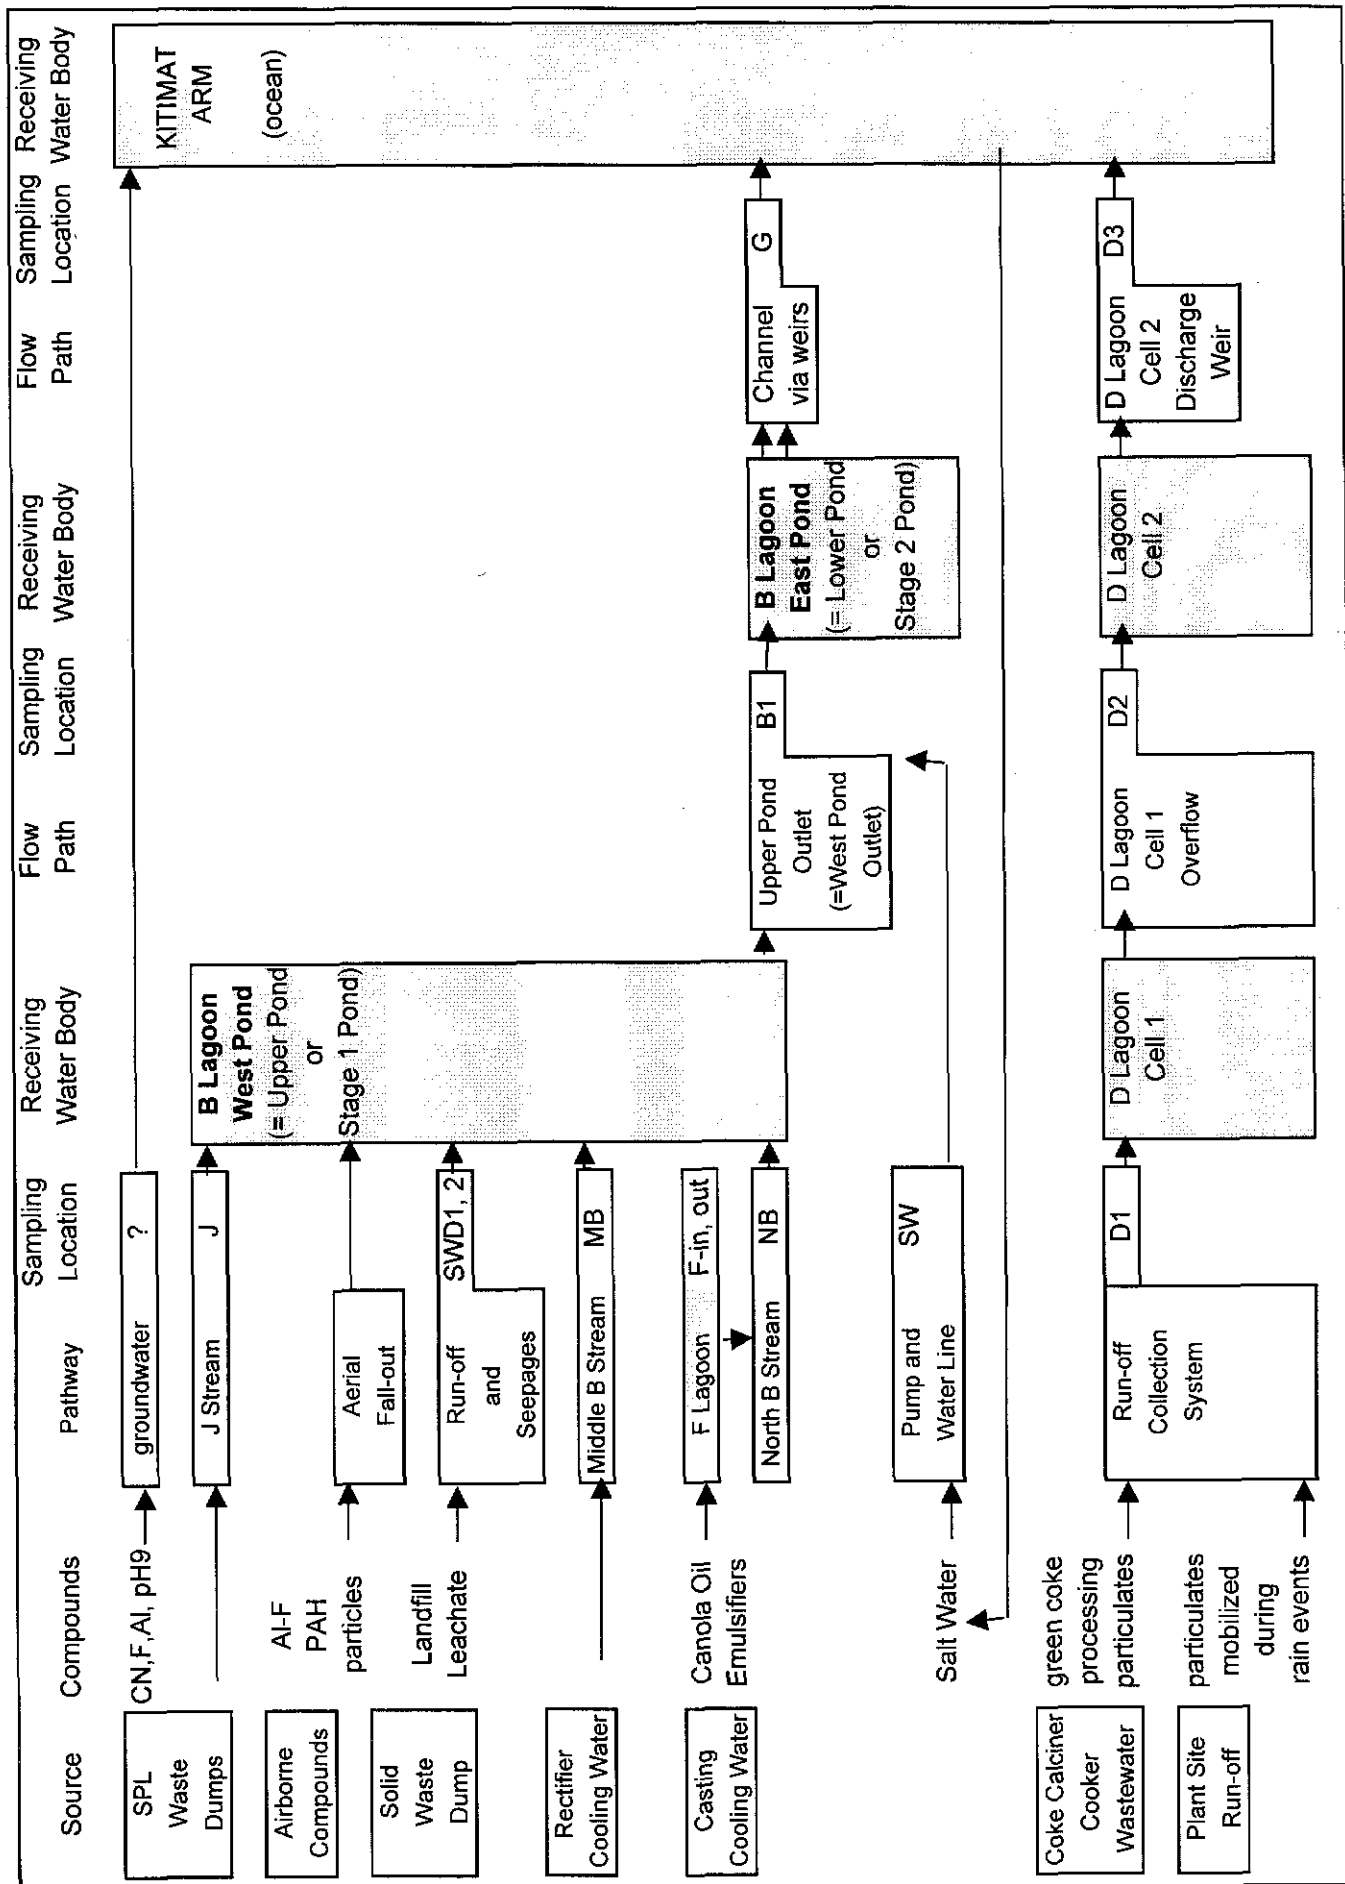 Source
Compounds
Pathway
Sampling
Location
Receiving
Water Body
Flow
Path
Sampling
Location
Receiving
Water Body
Flow
Path
Sampling
Location
Receiving
Water Body
SPL
Waste
Dumps
CN,F,Al, pH9
groundwater
?
J Stream
J
Airborne
Compounds
Al-F
PAH
particles
Aerial
Fall-out
Solid
Waste
Dump
Landfill
Leachate
Run-off
and
Seepages
SWD1, 2
Rectifier
Cooling Water
Middle B Stream
MB
Casting
Cooling Water
Canola Oil
Emulsifiers
F Lagoon
F-in, out
North B Stream
NB
B Lagoon
West Pond
(= Upper Pond
or
Stage 1 Pond)
Upper Pond
Outlet
(=West Pond
Outlet)
B1
B Lagoon
East Pond
(= Lower Pond
or
Stage 2 Pond)
Channel
via weirs
G
KITIMAT
ARM
(ocean)
Salt Water
Pump and
Water Line
SW
Coke Calciner
Cooker
Wastewater
green coke
processing
particulates
Plant Site
Run-off
particulates
mobilized
during
rain events
Run-off
Collection
System
D1
D Lagoon
Cell 1
D Lagoon
Cell 1
Overflow
D2
D Lagoon
Cell 2
D Lagoon
Cell 2
Discharge
Weir
D3